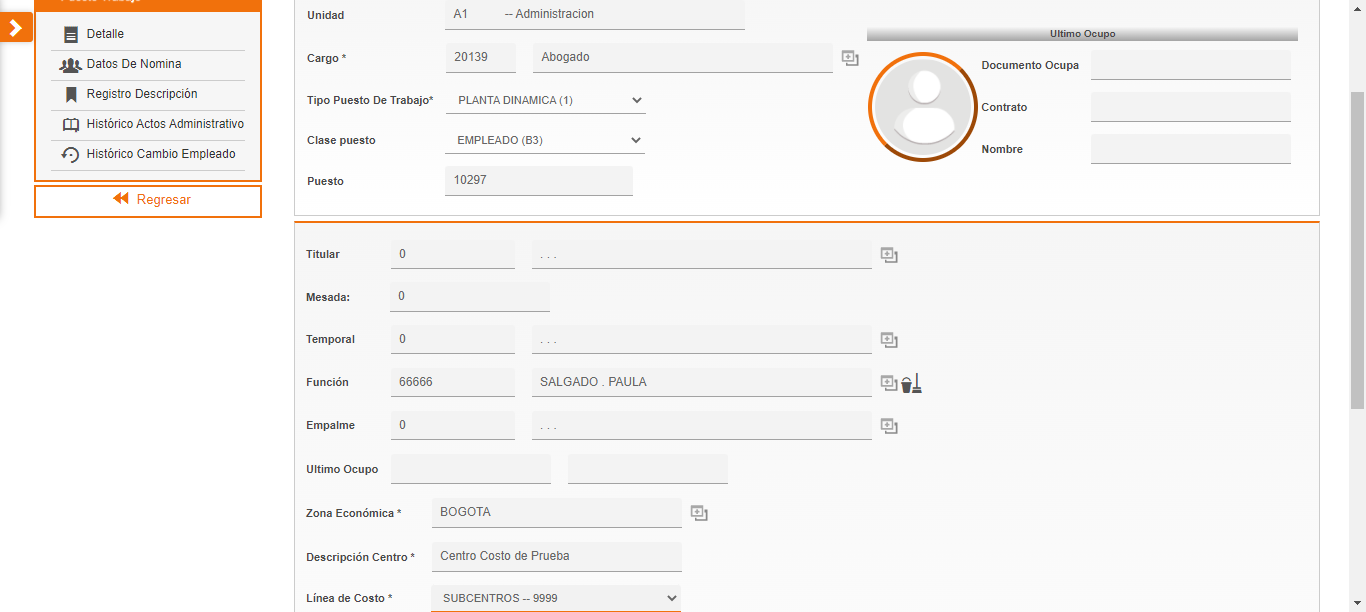 Detalle
Datos De Nomina
Registro Descripción
Histórico Actos Administrativo
Histórico Cambio Empleado
Regresar
Unidad A1 -- Administracion
Cargo * 20139 Abogado
Tipo Puesto De Trabajo* PLANTA DINAMICA (1)
Clase puesto EMPLEADO (B3)
Puesto 10297
Ultimo Ocupo
Documento Ocupa
Contrato
Nombre
Titular 0 . . .
Mesada: 0
Temporal 0 . . .
Función 66666 SALGADO . PAULA
Empalme 0 . . .
Ultimo Ocupo
Zona Económica * BOGOTA
Descripción Centro * Centro Costo de Prueba
Línea de Costo * SUBCENTROS -- 9999